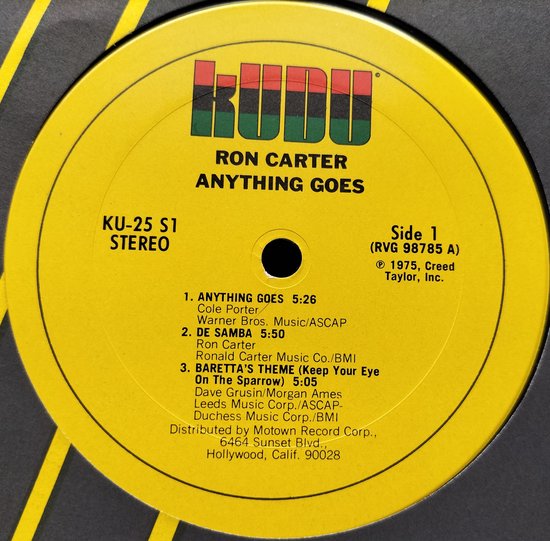 KUDU®
RON CARTER
ANYTHING GOES
KU-25 S1
STEREO
Side 1
(RVG 98785 A)
℗ 1975, Creed
Taylor, Inc.
1. ANYTHING GOES 5:26
Cole Porter
Warner Bros. Music/ASCAP
2. DE SAMBA 5:50
Ron Carter
Ronald Carter Music Co./BMI
3. BARETTA'S THEME (Keep Your Eye
On The Sparrow) 5:05
Dave Grusin/Morgan Ames
Leeds Music Corp./ASCAP-
Duchess Music Corp./BMI
Distributed by Motown Record Corp.,
6464 Sunset Blvd.,
Hollywood, Calif. 90028